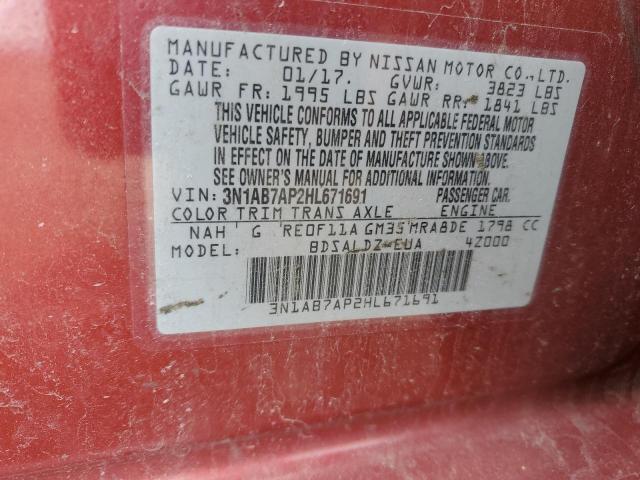 MANUFACTURED BY NISSAN MOTOR CO.,LTD.
DATE: 01/17. GVWR: 3823 LBS
GAWR FR: 1995 LBS GAWR RR: 1841 LBS
THIS VEHICLE CONFORMS TO ALL APPLICABLE FEDERAL MOTOR
VEHICLE SAFETY, BUMPER AND THEFT PREVENTION STANDARDS
IN EFFECT ON THE DATE OF MANUFACTURE SHOWN ABOVE.
SEE OWNER'S MANUAL FOR ADDITIONAL INFORMATION.
VIN: 3N1AB7AP2HL671691 PASSENGER CAR.
COLOR TRIM TRANS AXLE ENGINE
NAH G RE0F11A GM35 MRA8DE 1798 CC
BDSALDZ-EUA 4Z000
3N1AB7AP2HL671691